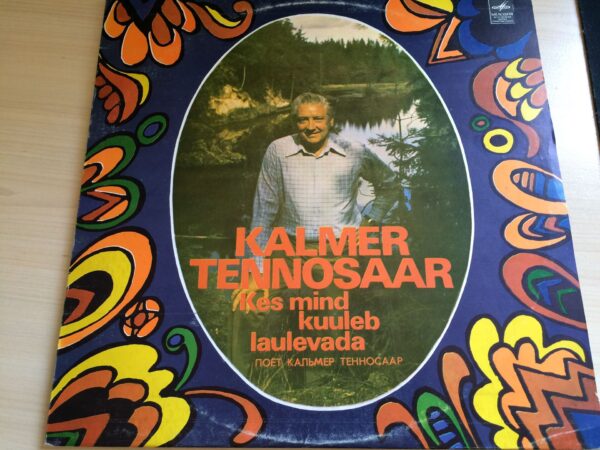 KALMER
TENNOSAAR
Kes mind
kuuleb
laulevada
ПОЕТ КАЛЬМЕР ТЕННОСААР